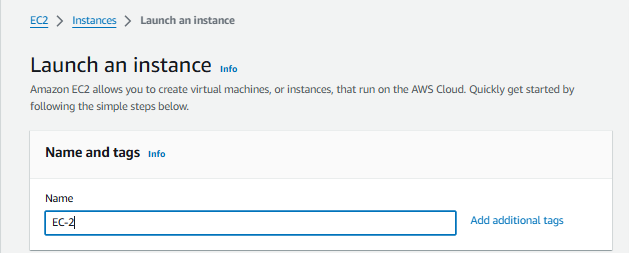 EC2 > Instances > Launch an instance
Launch an instance Info
Amazon EC2 allows you to create virtual machines, or instances, that run on the AWS Cloud. Quickly get started by
following the simple steps below.
Name and tags Info
Name
EC-2 Add additional tags